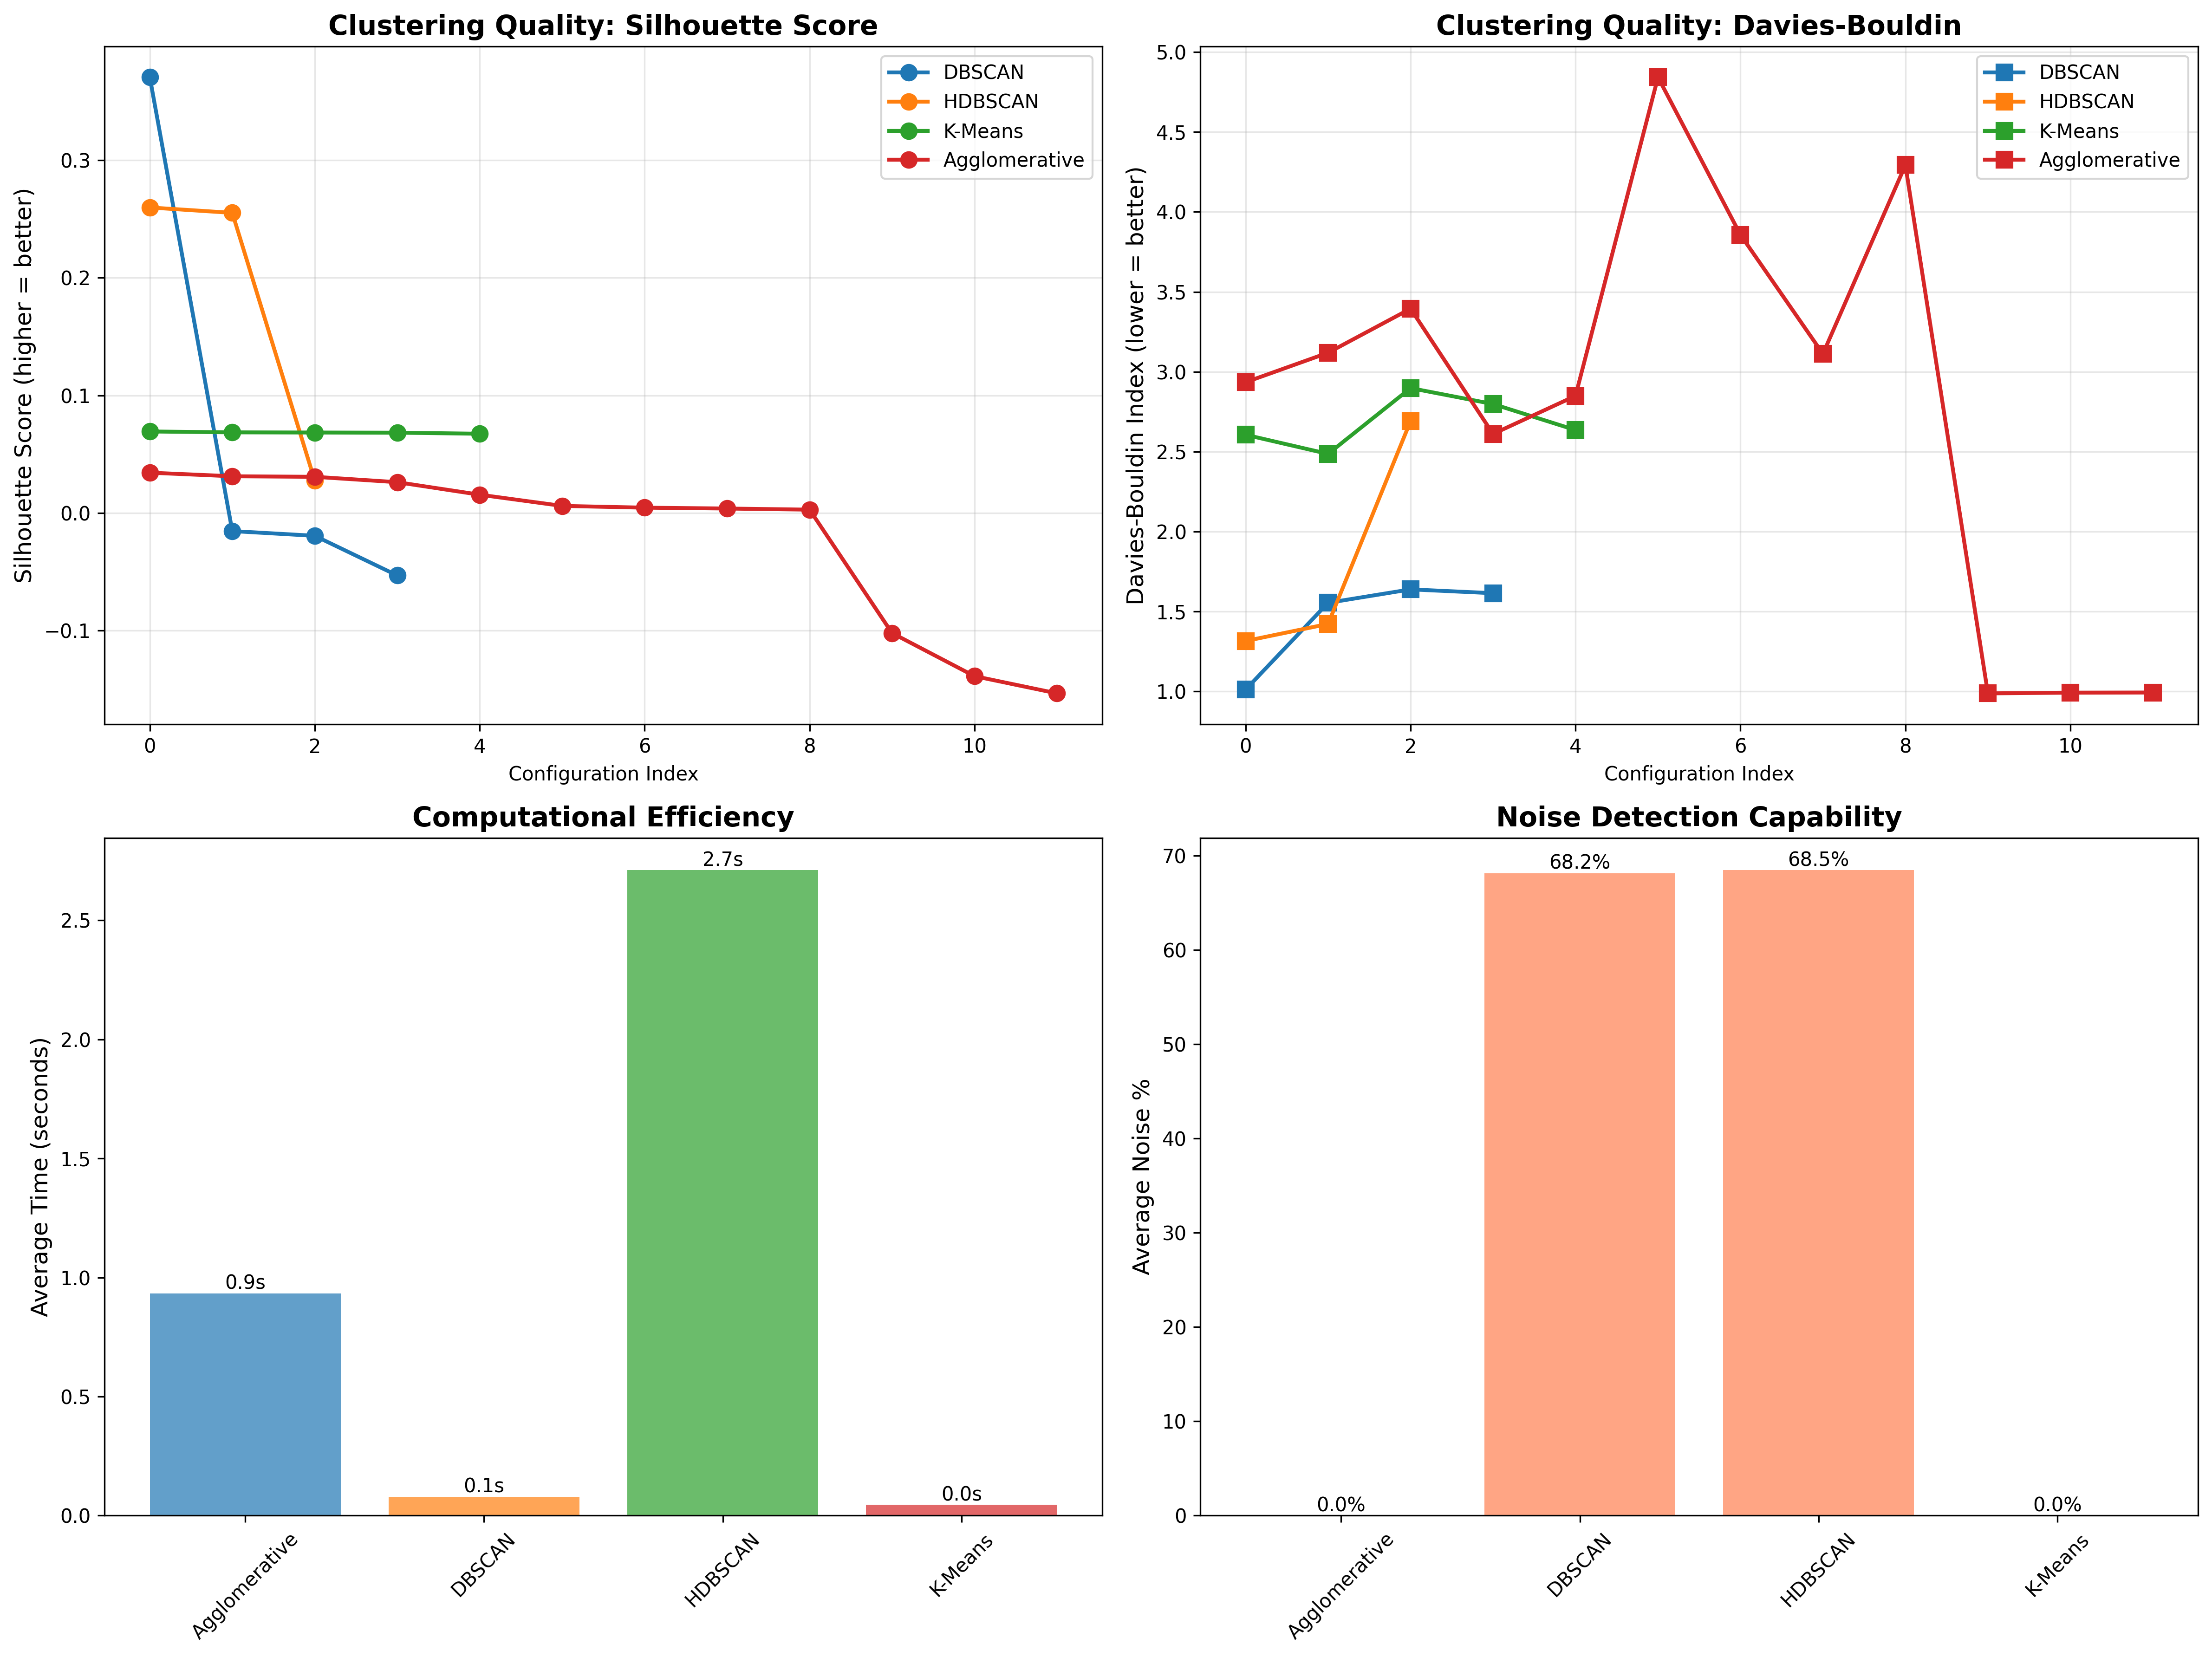 Clustering Quality: Silhouette Score
Silhouette Score (higher = better)
0.3
0.2
0.1
0.0
−0.1
DBSCAN
HDBSCAN
K-Means
Agglomerative
0 2 4 6 8 10
Configuration Index
Clustering Quality: Davies-Bouldin
Davies-Bouldin Index (lower = better)
5.0
4.5
4.0
3.5
3.0
2.5
2.0
1.5
1.0
DBSCAN
HDBSCAN
K-Means
Agglomerative
0 2 4 6 8 10
Configuration Index
Computational Efficiency
Average Time (seconds)
2.5
2.0
1.5
1.0
0.5
0.0
0.9s
0.1s
2.7s
0.0s
Agglomerative
DBSCAN
HDBSCAN
K-Means
Noise Detection Capability
Average Noise %
70
60
50
40
30
20
10
0
0.0%
68.2%
68.5%
0.0%
Agglomerative
DBSCAN
HDBSCAN
K-Means